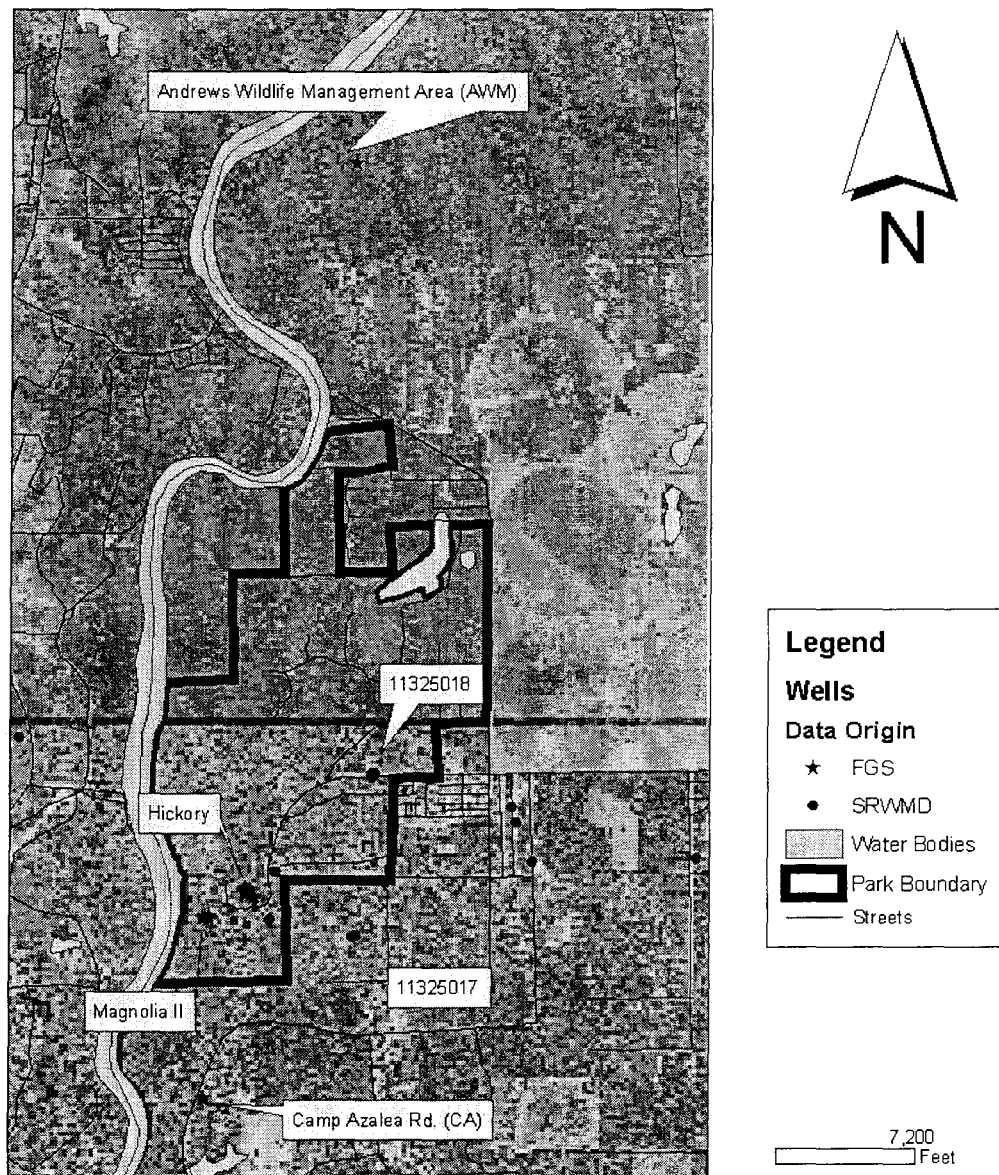 Andrews Wildlife Management Area (AWM)
N
11325018
Hickory
11325017
Magnolia II
Camp Azalea Rd. (CA)
Legend
Wells
Data Origin
FGS
SRWMD
Water Bodies
Park Boundary
Streets
7,200
Feet